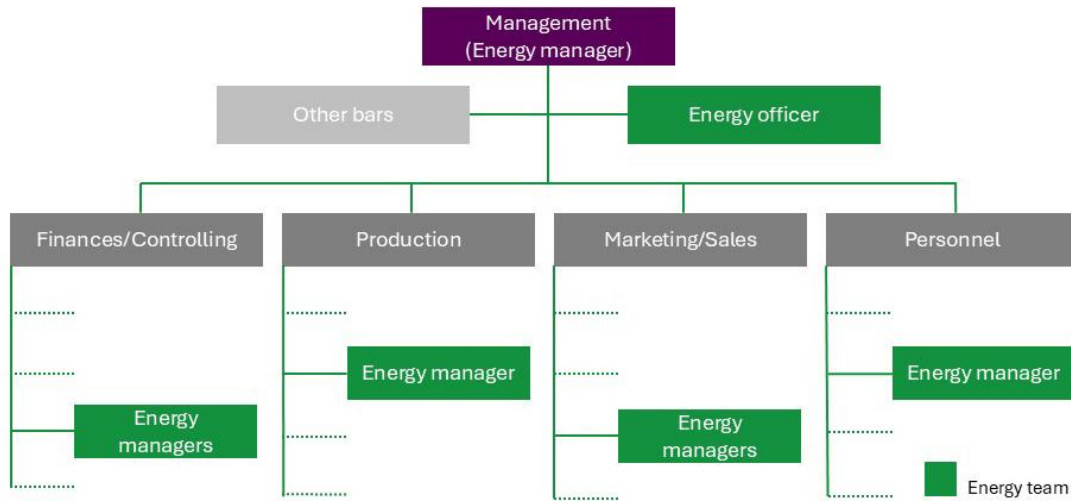 Management
(Energy manager)
Other bars
Energy officer
Finances/Controlling
Production
Marketing/Sales
Personnel
Energy manager
Energy manager
Energy
managers
Energy
managers
Energy team